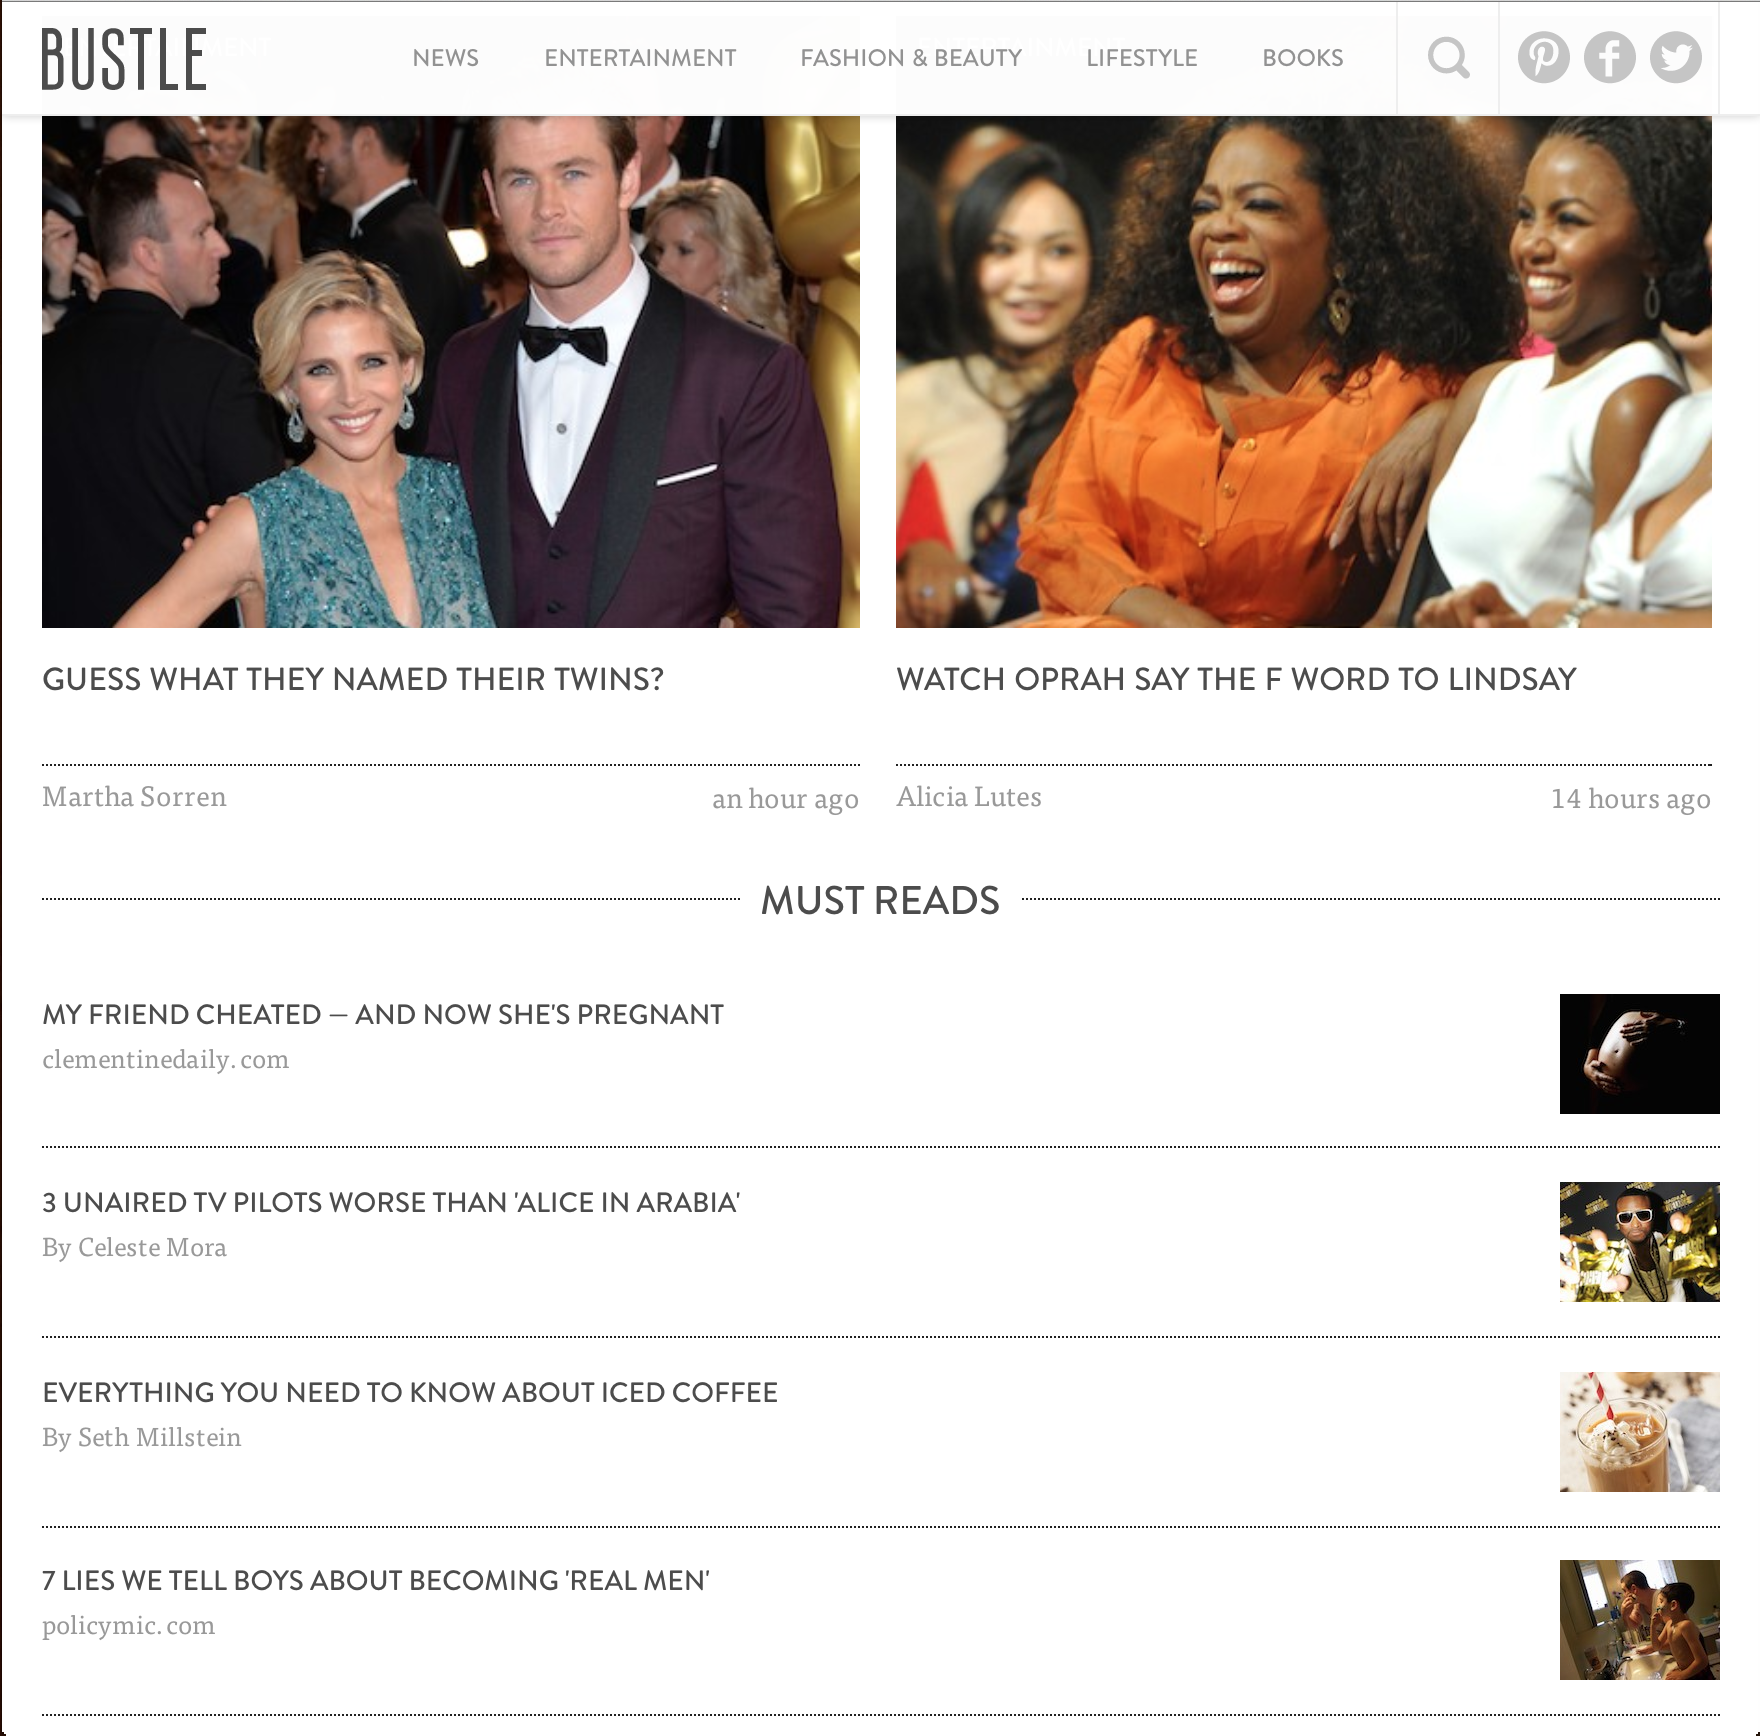 BUSTLE
NEWS
ENTERTAINMENT
FASHION & BEAUTY
LIFESTYLE
BOOKS
GUESS WHAT THEY NAMED THEIR TWINS?
Martha Sorren
an hour ago
WATCH OPRAH SAY THE F WORD TO LINDSAY
Alicia Lutes
14 hours ago
MUST READS
MY FRIEND CHEATED — AND NOW SHE'S PREGNANT
clementinedaily.com
3 UNAIRED TV PILOTS WORSE THAN 'ALICE IN ARABIA'
By Celeste Mora
EVERYTHING YOU NEED TO KNOW ABOUT ICED COFFEE
By Seth Millstein
7 LIES WE TELL BOYS ABOUT BECOMING 'REAL MEN'
policymic.com